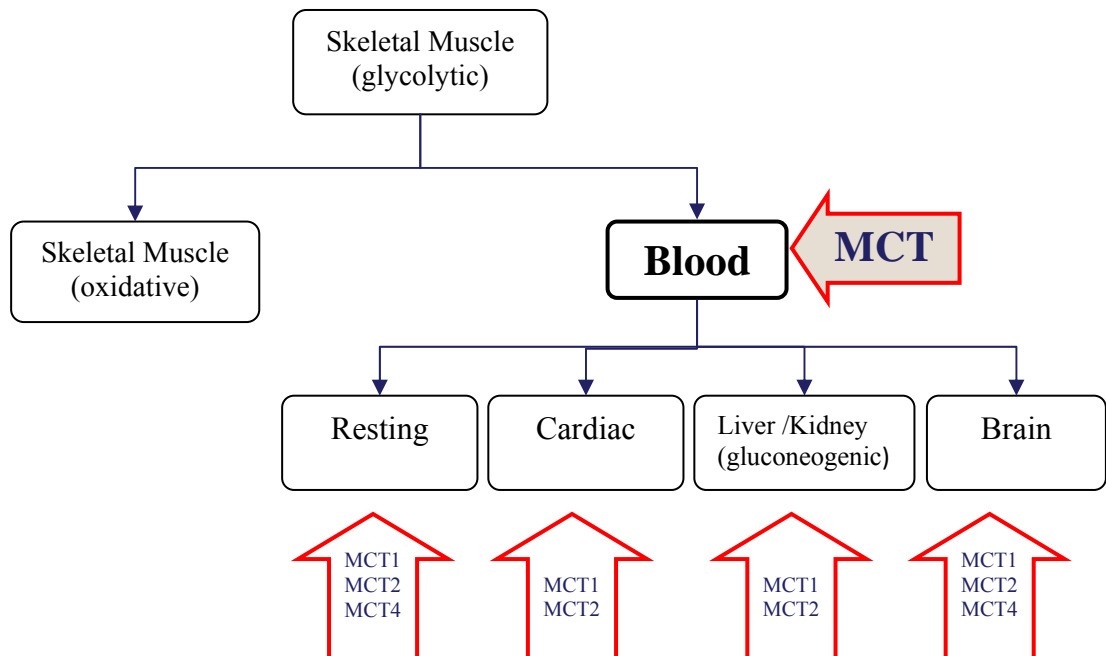 Skeletal Muscle
(glycolytic)
Skeletal Muscle
(oxidative)
Blood
MCT
Resting
Cardiac
Liver /Kidney
(gluconeogenic)
Brain
MCT1
MCT2
MCT4
MCT1
MCT2
MCT1
MCT2
MCT1
MCT2
MCT4